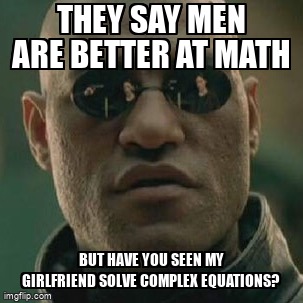 THEY SAY MEN
ARE BETTER AT MATH
BUT HAVE YOU SEEN MY
GIRLFRIEND SOLVE COMPLEX EQUATIONS?
imgflip.com